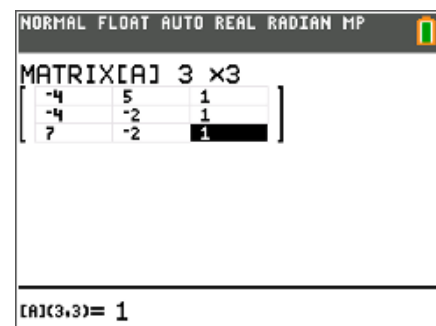 NORMAL FLOAT AUTO REAL RADIAN MP
MATRIX[A] 3 ×3
-4 5 1
-4 -2 1
7 -2 1
[A](3,3)= 1